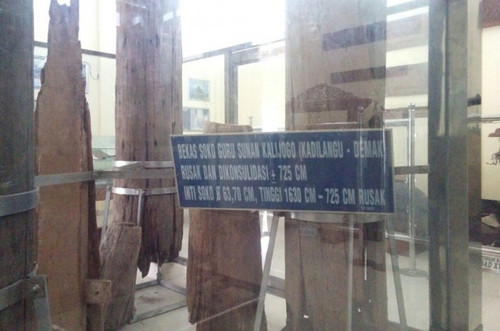 BEKAS SOKO GURU SUNAN KALIJOGO (KADILANGU - DEMAK)
RUSAK DAN DIKONSULIDASI ± 725 CM
INTI SOKO Ø 63,70 CM, TINGGI 1630 CM - 725 CM RUSAK